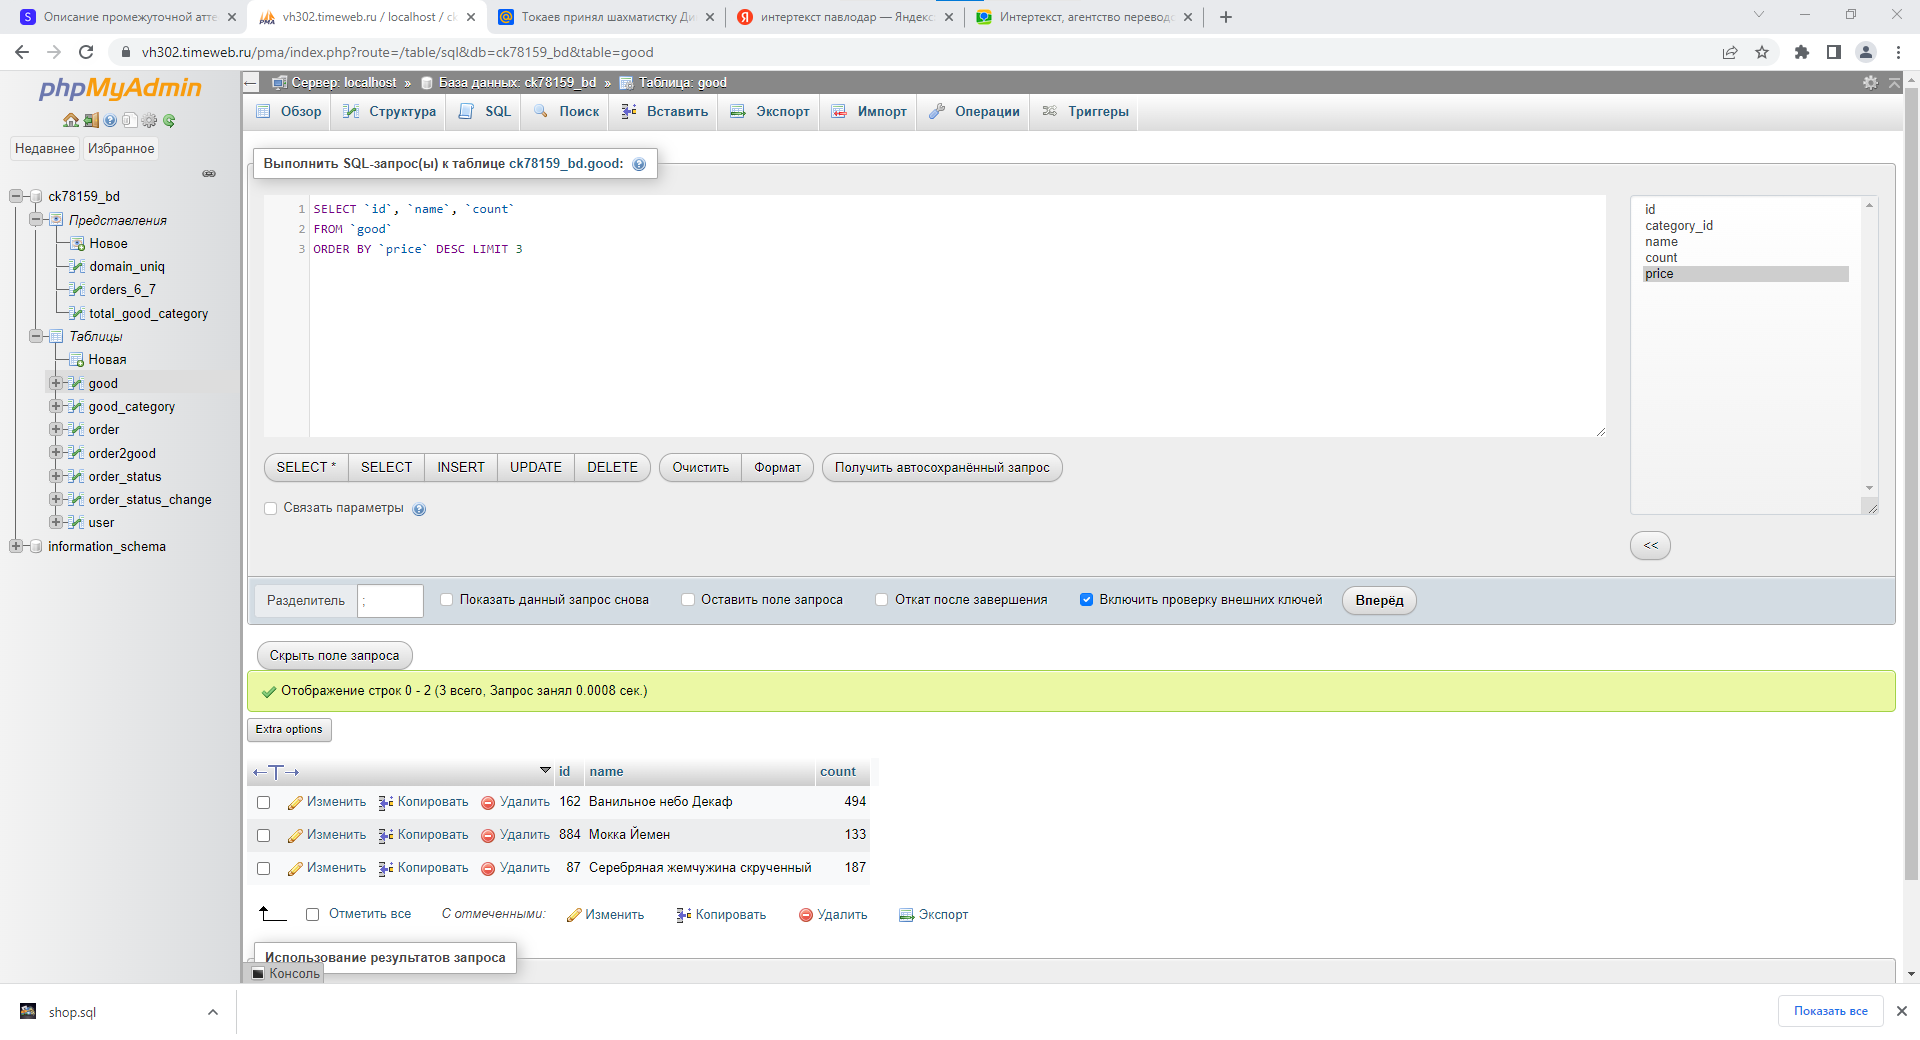 Описание промежуточной атте
vh302.timeweb.ru / localhost / ck
Токаев принял шахматистку Ди
интертекст павлодар — Яндекс
Интертекст, агентство переводо
vh302.timeweb.ru/pma/index.php?route=/table/sql&db=ck78159_bd&table=good
phpMyAdmin
Недавнее Избранное
ck78159_bd
Представления
Новое
domain_uniq
orders_6_7
total_good_category
Таблицы
Новая
good
good_category
order
order2good
order_status
order_status_change
user
information_schema
Сервер: localhost » База данных: ck78159_bd » Таблица: good
Обзор Структура SQL Поиск Вставить Экспорт Импорт Операции Триггеры
Выполнить SQL-запрос(ы) к таблице ck78159_bd.good:
1 SELECT `id`, `name`, `count`
2 FROM `good`
3 ORDER BY `price` DESC LIMIT 3
id
category_id
name
count
price
SELECT * SELECT INSERT UPDATE DELETE Очистить Формат Получить автосохранённый запрос
Связать параметры
<<
Разделитель ; Показать данный запрос снова Оставить поле запроса Откат после завершения Включить проверку внешних ключей Вперёд
Скрыть поле запроса
Отображение строк 0 - 2 (3 всего, Запрос занял 0.0008 сек.)
Extra options
←T→ id name count
Изменить Копировать Удалить 162 Ванильное небо Декаф 494
Изменить Копировать Удалить 884 Мокка Йемен 133
Изменить Копировать Удалить 87 Серебряная жемчужина скрученный 187
Отметить все С отмеченными: Изменить Копировать Удалить Экспорт
Использование результатов запроса
Консоль
shop.sql
Показать все